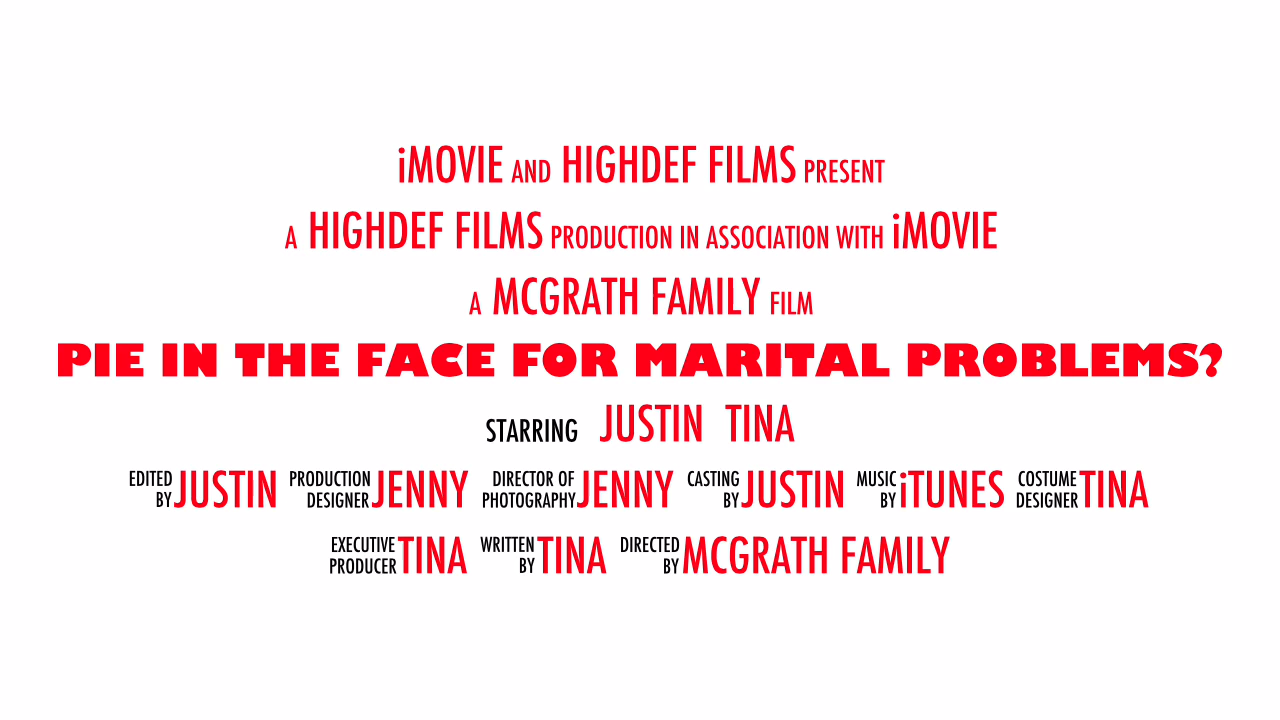 iMOVIE AND HIGHDEF FILMS PRESENT
A HIGHDEF FILMS PRODUCTION IN ASSOCIATION WITH iMOVIE
A MCGRATH FAMILY FILM
PIE IN THE FACE FOR MARITAL PROBLEMS?
STARRING JUSTIN TINA
EDITED BY JUSTIN PRODUCTION DESIGNER JENNY DIRECTOR OF PHOTOGRAPHY JENNY CASTING BY JUSTIN MUSIC BY iTUNES COSTUME DESIGNER TINA
EXECUTIVE PRODUCER TINA WRITTEN BY TINA DIRECTED BY MCGRATH FAMILY